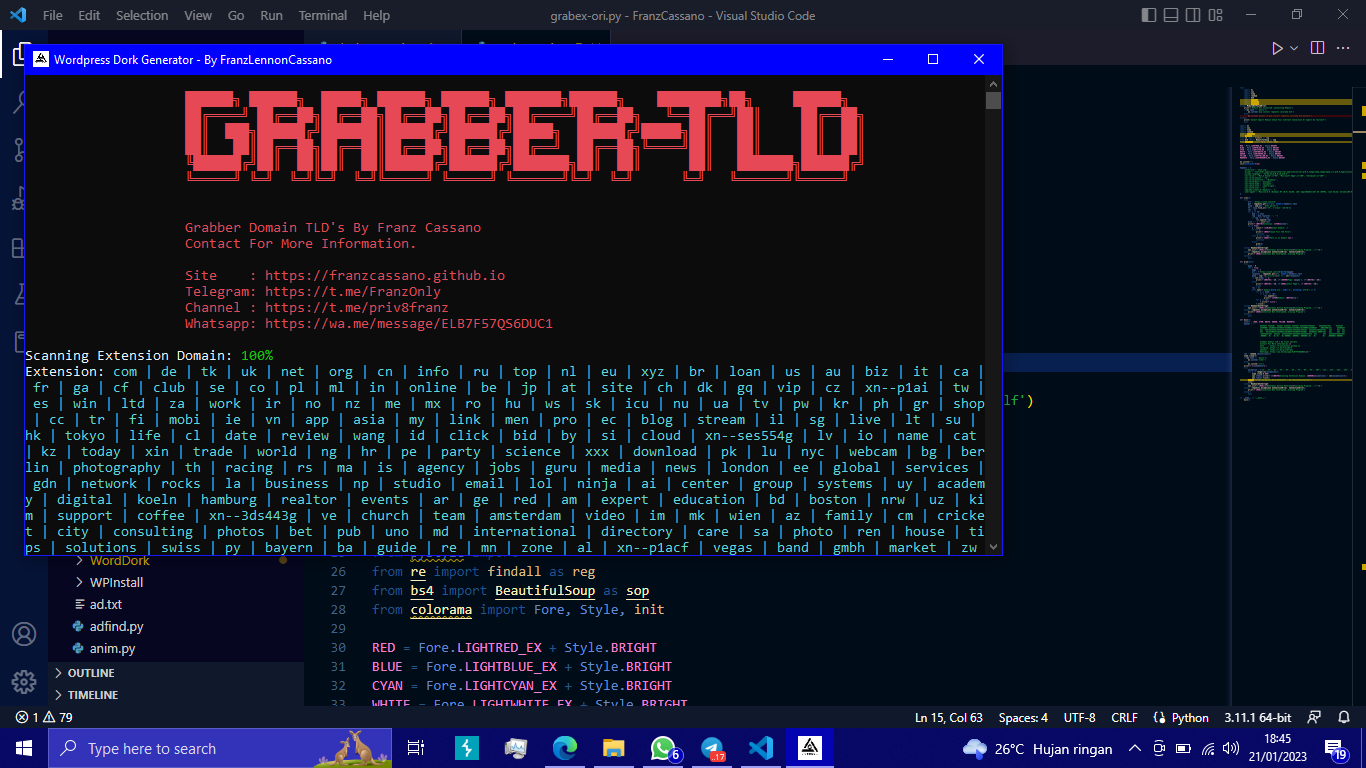 File Edit Selection View Go Run Terminal Help
grabex-ori.py - FranzCassano - Visual Studio Code
Wordpress Dork Generator - By FranzLennonCassano
GRABBER-TLD
Grabber Domain TLD's By Franz Cassano
Contact For More Information.
Site    : https://franzcassano.github.io
Telegram: https://t.me/FranzOnly
Channel : https://t.me/priv8franz
Whatsapp: https://wa.me/message/ELB7F57QS6DUC1
Scanning Extension Domain: 100%
Extension: com | de | tk | uk | net | org | cn | info | ru | top | nl | eu | xyz | br | loan | us | au | biz | it | ca |
fr | ga | cf | club | se | co | pl | ml | in | online | be | jp | at | site | ch | dk | gq | vip | cz | xn--p1ai | tw |
es | win | ltd | za | work | ir | no | nz | me | mx | ro | hu | ws | sk | icu | nu | ua | tv | pw | kr | ph | gr | shop
| cc | tr | fi | mobi | ie | vn | app | asia | my | link | men | pro | ec | blog | stream | il | sg | live | lt | su |
hk | tokyo | life | cl | date | review | wang | id | click | bid | by | si | cloud | xn--ses554g | lv | io | name | cat
| kz | today | xin | trade | world | ng | hr | pe | party | science | xxx | download | pk | lu | nyc | webcam | bg | ber
lin | photography | th | racing | rs | ma | is | agency | jobs | guru | media | news | london | ee | global | services |
gdn | network | rocks | la | business | np | studio | email | lol | ninja | ai | center | group | systems | uy | academ
y | digital | koeln | hamburg | realtor | events | ar | ge | red | am | expert | education | bd | boston | nrw | uz | ki
m | support | coffee | xn--3ds443g | ve | church | team | amsterdam | video | im | mk | wien | az | family | cm | cricke
t | city | consulting | photos | bet | pub | uno | md | international | directory | care | sa | photo | ren | house | ti
ps | solutions | swiss | py | bayern | ba | guide | re | mn | zone | al | xn--p1acf | vegas | band | gmbh | market | zw
lf')
WordDork
WPInstall
ad.txt
adfind.py
anim.py
OUTLINE
TIMELINE
26 from re import findall as reg
27 from bs4 import BeautifulSoup as sop
28 from colorama import Fore, Style, init
29
30 RED = Fore.LIGHTRED_EX + Style.BRIGHT
31 BLUE = Fore.LIGHTBLUE_EX + Style.BRIGHT
32 CYAN = Fore.LIGHTCYAN_EX + Style.BRIGHT
33 WHITE = Fore.LIGHTWHITE_EX + Style.BRIGHT
1 79
Ln 15, Col 63 Spaces: 4 UTF-8 CRLF Python 3.11.1 64-bit
Type here to search
6
17
26°C Hujan ringan
18:45
21/01/2023
19